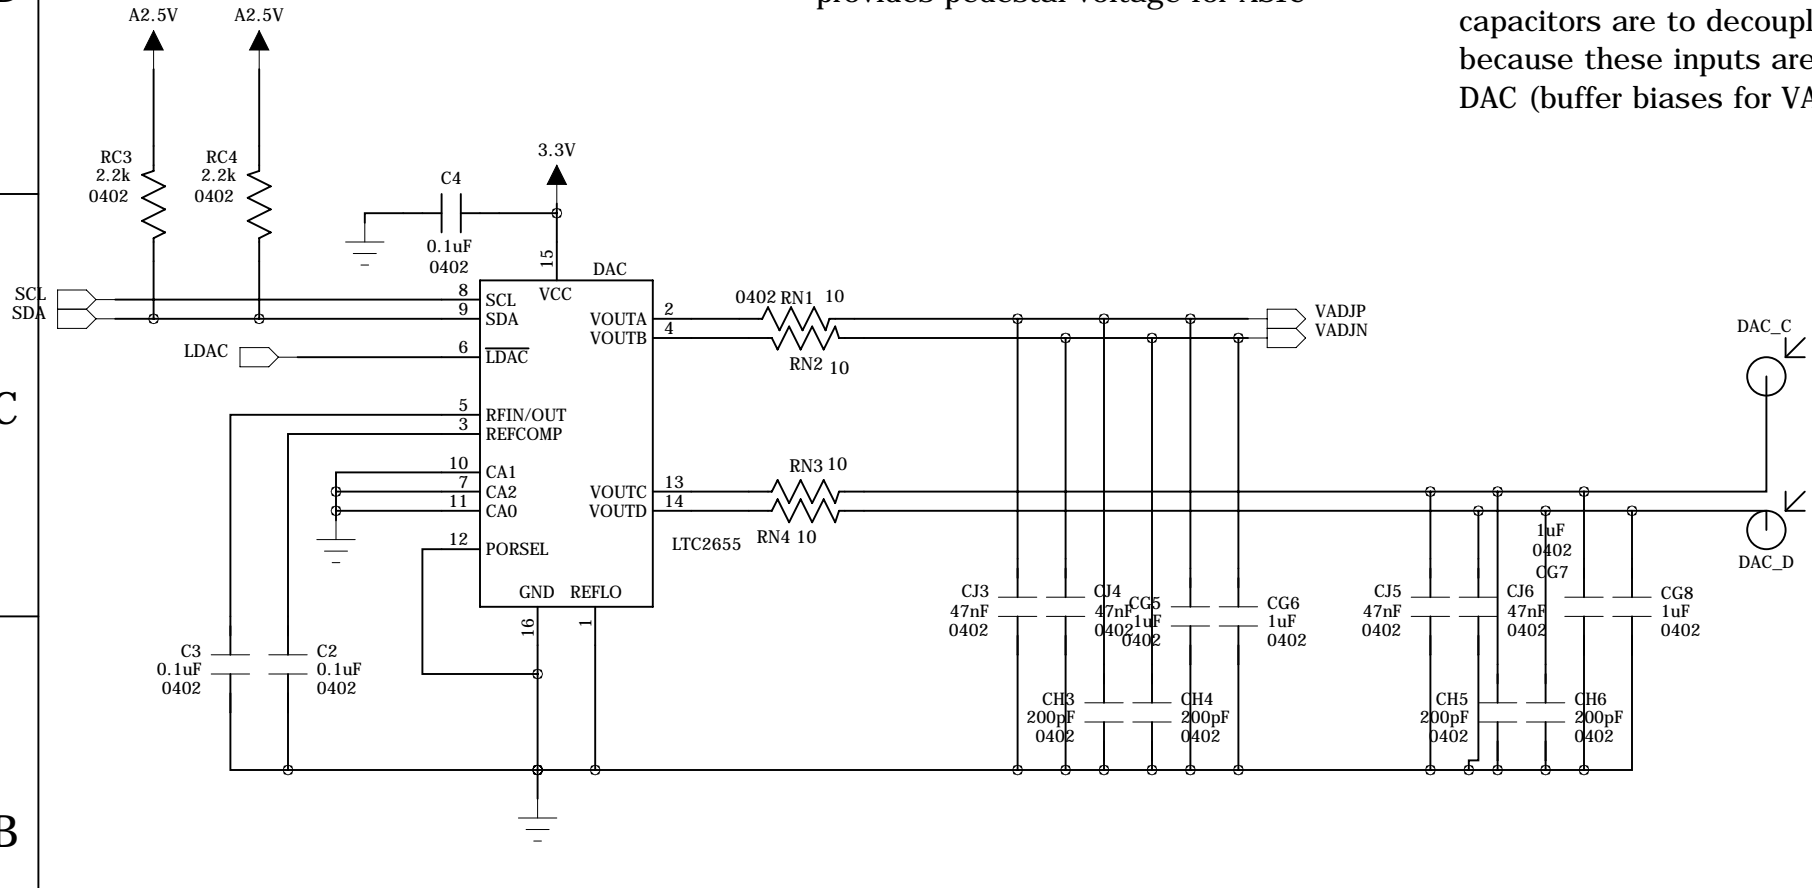 provides pedestal voltage for ASIC
capacitors are to decoupl
because these inputs are
DAC (buffer biases for VA
A2.5V
A2.5V
3.3V
RC3
2.2k
0402
RC4
2.2k
0402
C4
0.1uF
0402
15
DAC
VCC
SCL
SDA
8
SCL
9
SDA
LDAC
6
LDAC
5
RFIN/OUT
3
REFCOMP
10
CA1
7
CA2
11
CA0
12
PORSEL
GND
REFLO
16
1
VOUTA
2
VOUTB
4
VOUTC
13
VOUTD
14
LTC2655
0402 RN1 10
RN2 10
RN3 10
RN4 10
VADJP
VADJN
DAC_C
DAC_D
C
B
C3
0.1uF
0402
C2
0.1uF
0402
CJ3
47nF
0402
CJ4
47nF
0402
CG5
1uF
0402
CG6
1uF
0402
CH3
200pF
0402
CH4
200pF
0402
CJ5
47nF
0402
CJ6
47nF
0402
1uF
0402
CG7
CG8
1uF
0402
CH5
200pF
0402
CH6
200pF
0402